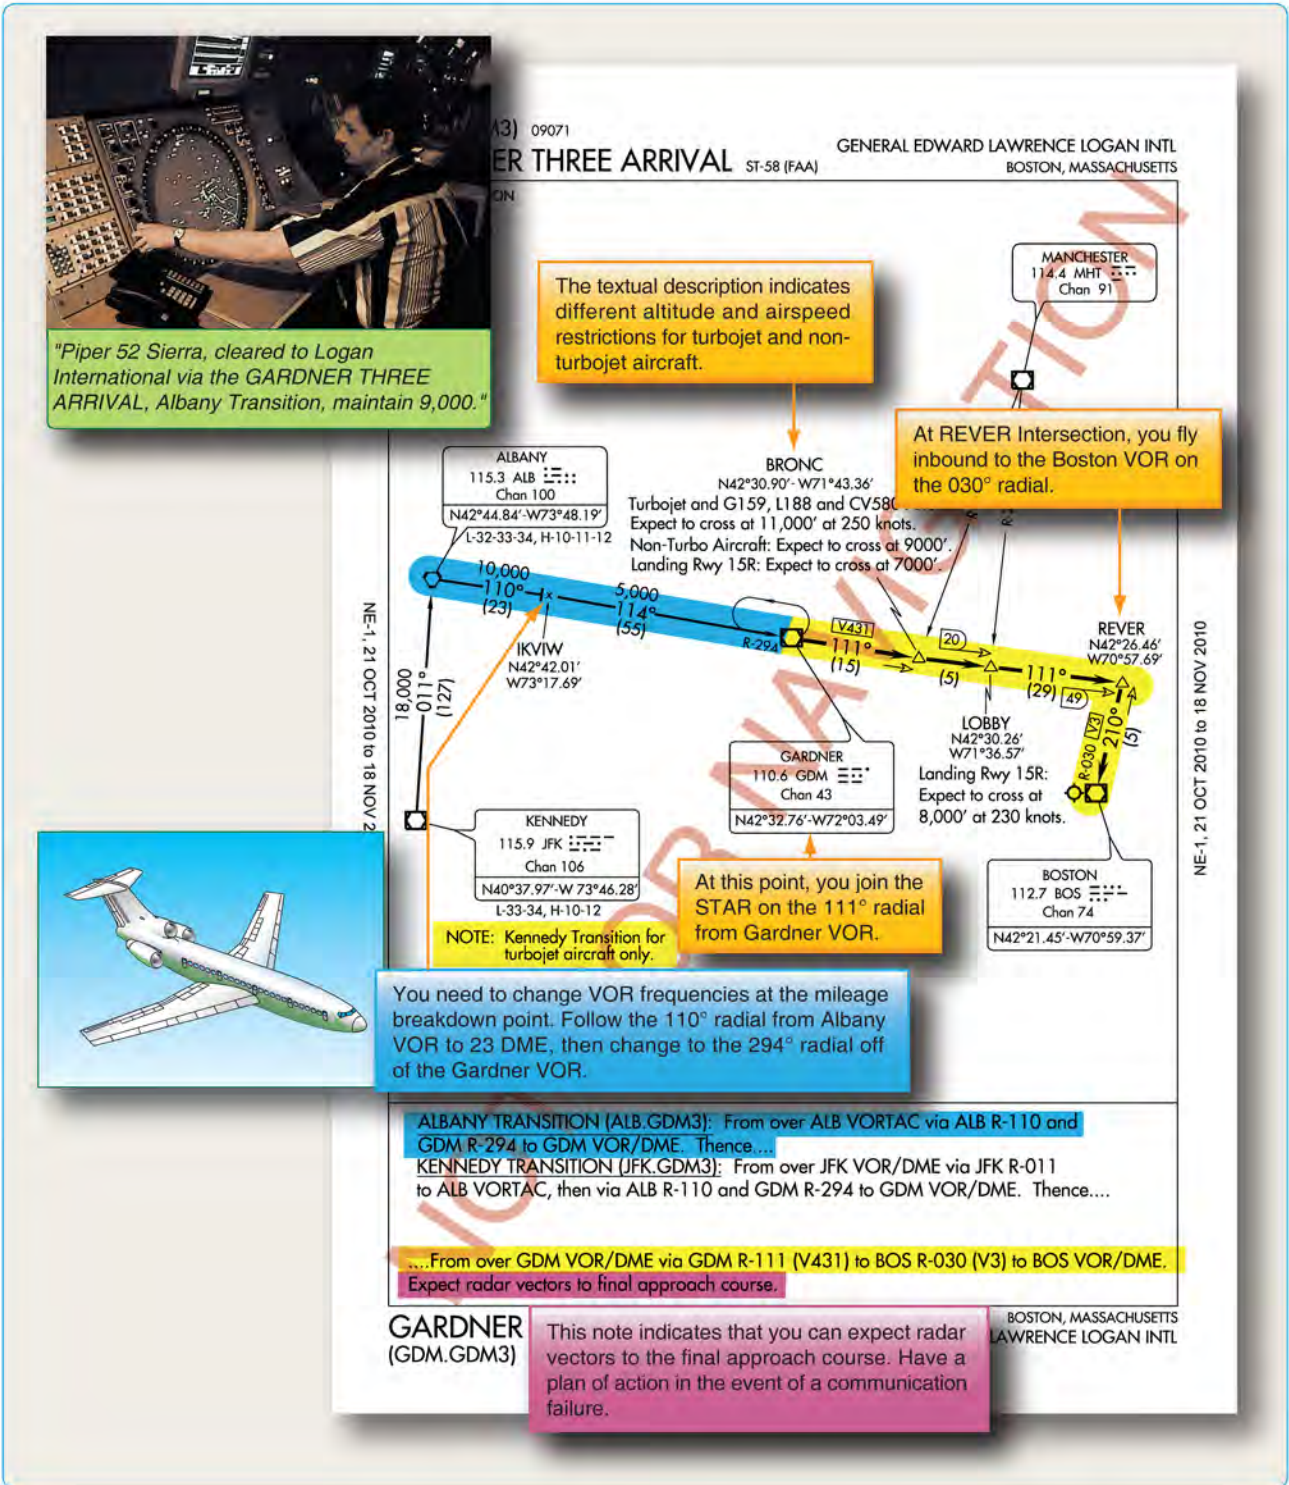 M3) 09071
ER THREE ARRIVAL ST-58 (FAA)
GENERAL EDWARD LAWRENCE LOGAN INTL
BOSTON, MASSACHUSETTS
ON
"Piper 52 Sierra, cleared to Logan
International via the GARDNER THREE
ARRIVAL, Albany Transition, maintain 9,000."
The textual description indicates
different altitude and airspeed
restrictions for turbojet and non-
turbojet aircraft.
MANCHESTER
114.4 MHT
Chan 91
At REVER Intersection, you fly
inbound to the Boston VOR on
the 030° radial.
ALBANY
115.3 ALB
Chan 100
N42°44.84′-W73°48.19′
L-32-33-34, H-10-11-12
BRONC
N42°30.90′-W71°43.36′
Turbojet and G159, L188 and CV580
Expect to cross at 11,000′ at 250 knots.
Non-Turbo Aircraft: Expect to cross at 9000′.
Landing Rwy 15R: Expect to cross at 7000′.
10,000
110°
(23)
5,000
114°
(55)
R-294
V431
111°
(15)
20
(5)
111°
(29)
49
REVER
N42°26.46′
W70°57.69′
IKVIW
N42°42.01′
W73°17.69′
18,000
011°
(127)
LOBBY
N42°30.26′
W71°36.57′
Landing Rwy 15R:
Expect to cross at
8,000′ at 230 knots.
R-030
V3
210°
(5)
GARDNER
110.6 GDM
Chan 43
N42°32.76′-W72°03.49′
KENNEDY
115.9 JFK
Chan 106
N40°37.97′-W 73°46.28′
L-33-34, H-10-12
NOTE: Kennedy Transition for
turbojet aircraft only.
At this point, you join the
STAR on the 111° radial
from Gardner VOR.
BOSTON
112.7 BOS
Chan 74
N42°21.45′-W70°59.37′
NE-1, 21 OCT 2010 to 18 NOV 2
NE-1, 21 OCT 2010 to 18 NOV 2010
You need to change VOR frequencies at the mileage
breakdown point. Follow the 110° radial from Albany
VOR to 23 DME, then change to the 294° radial off
of the Gardner VOR.
ALBANY TRANSITION (ALB.GDM3): From over ALB VORTAC via ALB R-110 and
GDM R-294 to GDM VOR/DME. Thence....
KENNEDY TRANSITION (JFK.GDM3): From over JFK VOR/DME via JFK R-011
to ALB VORTAC, then via ALB R-110 and GDM R-294 to GDM VOR/DME. Thence....
....From over GDM VOR/DME via GDM R-111 (V431) to BOS R-030 (V3) to BOS VOR/DME.
Expect radar vectors to final approach course.
GARDNER
(GDM.GDM3)
BOSTON, MASSACHUSETTS
LAWRENCE LOGAN INTL
This note indicates that you can expect radar
vectors to the final approach course. Have a
plan of action in the event of a communication
failure.